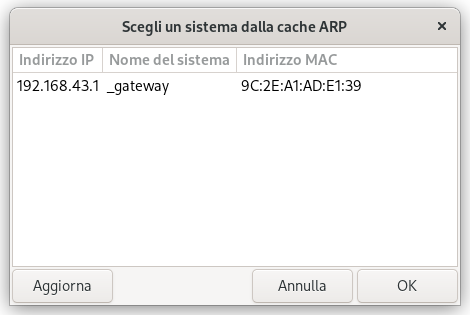 Scegli un sistema dalla cache ARP ×
Indirizzo IP Nome del sistema Indirizzo MAC
192.168.43.1 _gateway 9C:2E:A1:AD:E1:39
Aggiorna Annulla OK